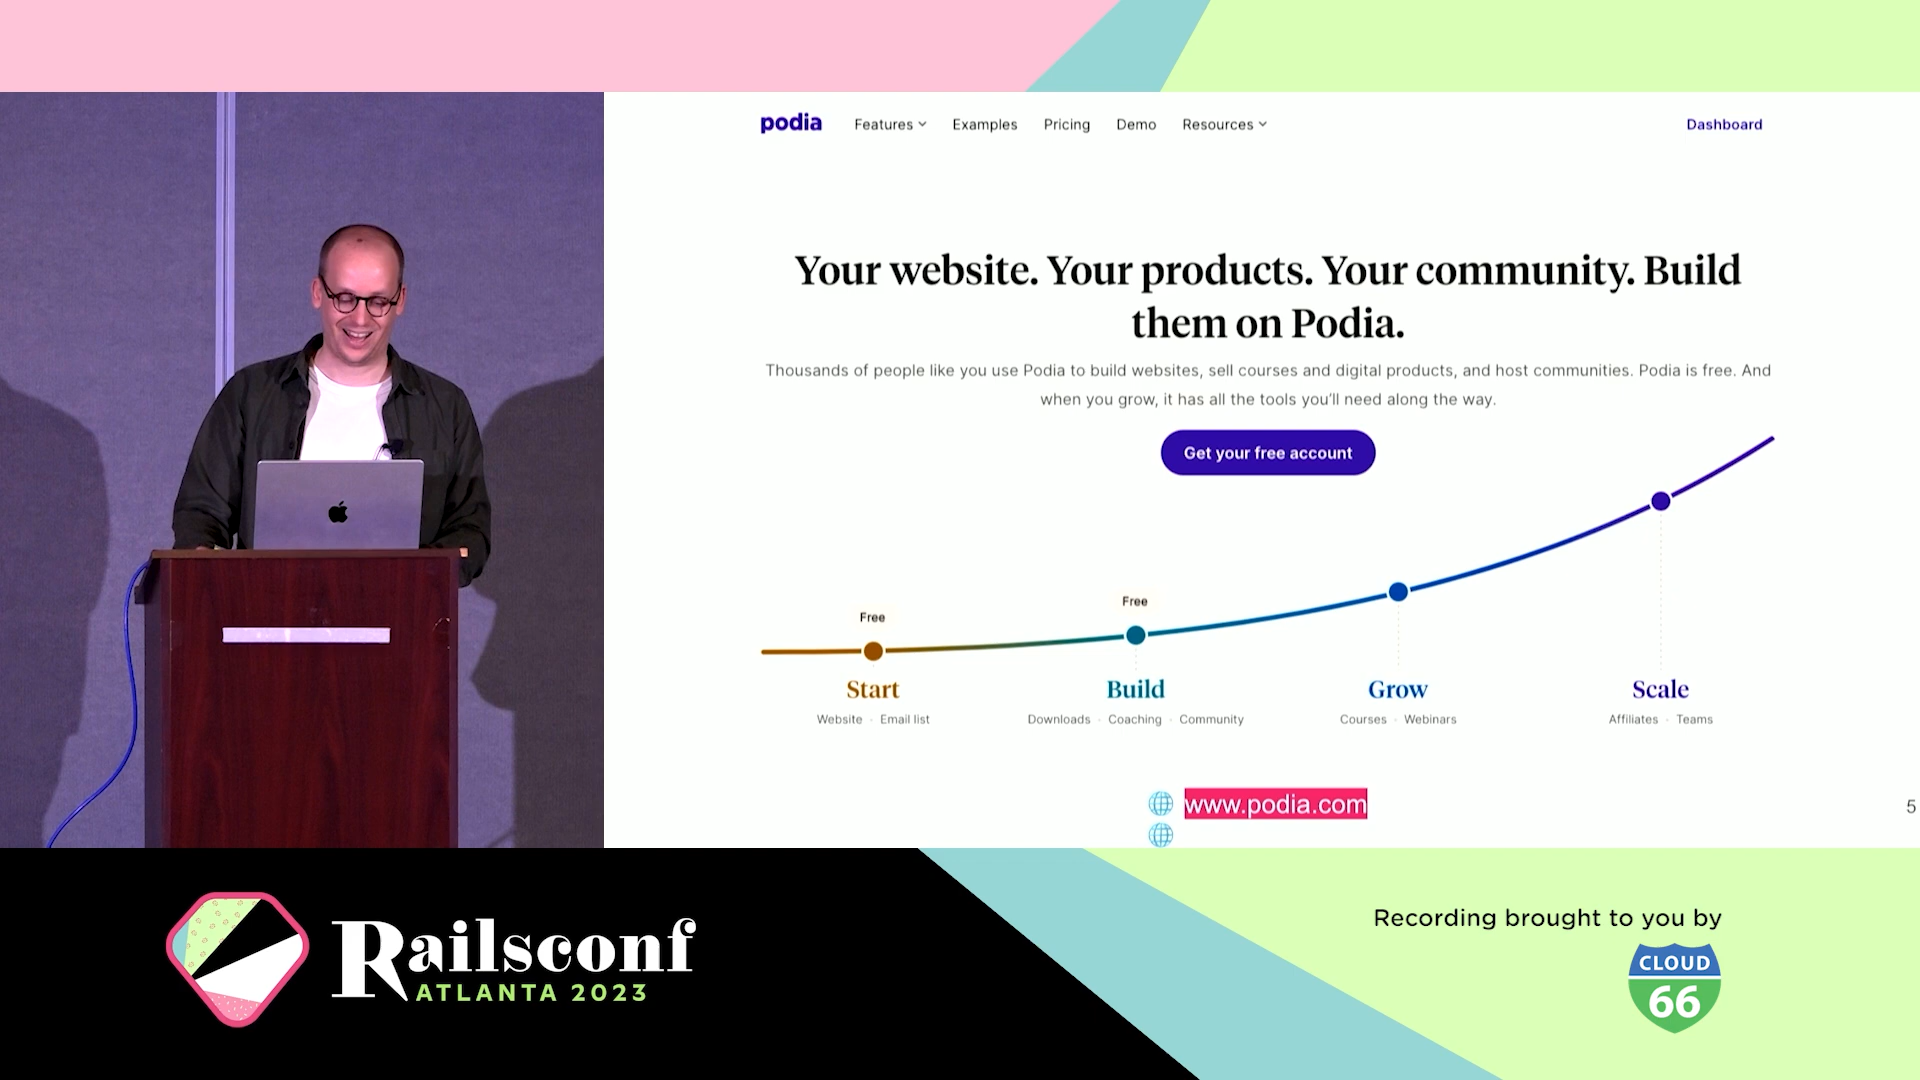 podia
Features Examples Pricing Demo Resources Dashboard
Your website. Your products. Your community. Build
them on Podia.
Thousands of people like you use Podia to build websites, sell courses and digital products, and host communities. Podia is free. And
when you grow, it has all the tools you'll need along the way.
Get your free account
Free
Free
Start
Website · Email list
Build
Downloads · Coaching · Community
Grow
Courses · Webinars
Scale
Affiliates · Teams
www.podia.com
5
Railsconf
ATLANTA 2023
Recording brought to you by
CLOUD
66